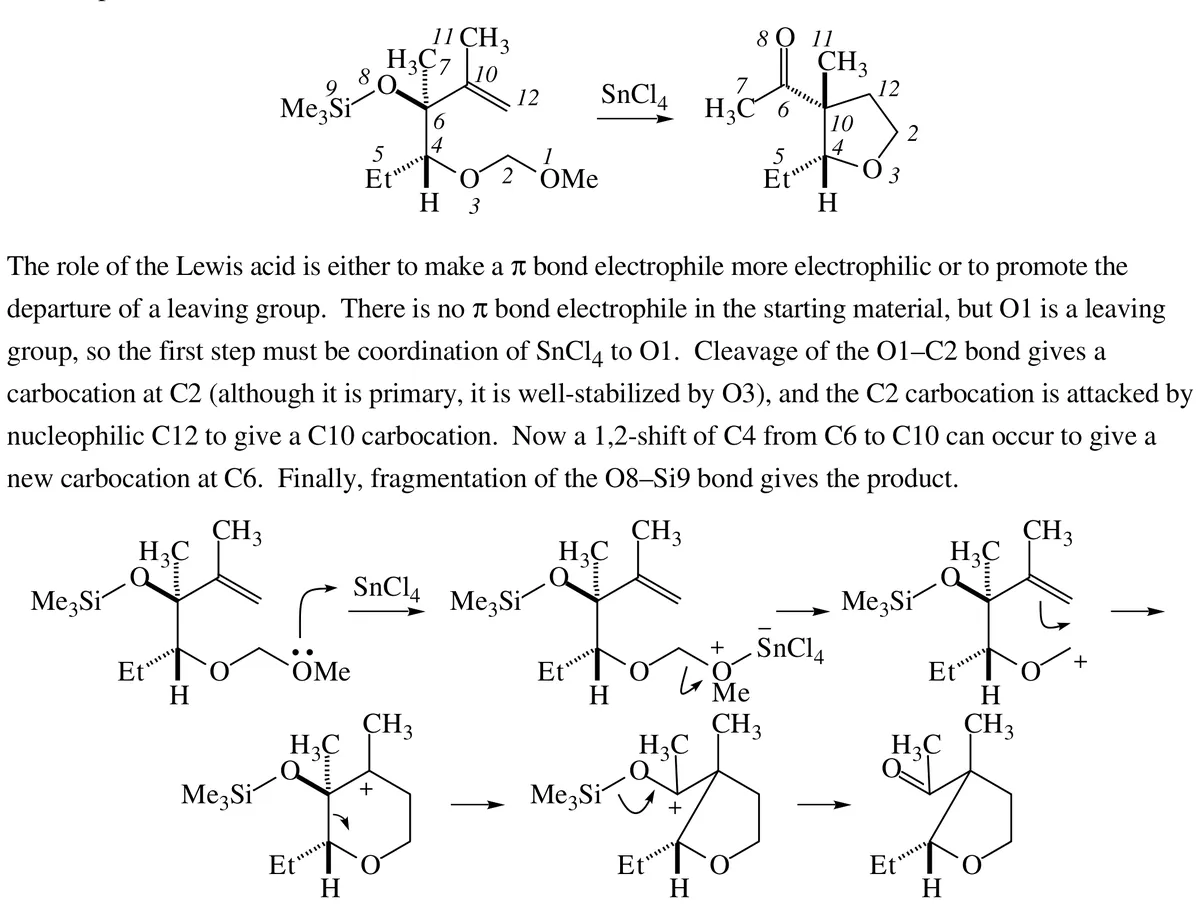 11 CH3 8 O 11
H3C 7 CH3
9 8 O 10 7 12
Me3Si 12 SnCl4 H3C 6
6 10 2
5 4 1 5 4
Et O 2 OMe Et O 3
H 3 H
The role of the Lewis acid is either to make a π bond electrophile more electrophilic or to promote the
departure of a leaving group.  There is no π bond electrophile in the starting material, but O1 is a leaving
group, so the first step must be coordination of SnCl4 to O1.  Cleavage of the O1–C2 bond gives a
carbocation at C2 (although it is primary, it is well-stabilized by O3), and the C2 carbocation is attacked by
nucleophilic C12 to give a C10 carbocation.  Now a 1,2-shift of C4 from C6 to C10 can occur to give a
new carbocation at C6.  Finally, fragmentation of the O8–Si9 bond gives the product.
CH3 CH3 CH3
H3C H3C H3C
O SnCl4 O O
Me3Si Me3Si Me3Si
+ – SnCl4
Et O OMe Et O O Et O +
H H Me H
CH3 CH3 CH3
H3C H3C H3C
O O O
Me3Si + Me3Si +
Et O Et O Et O
H H H